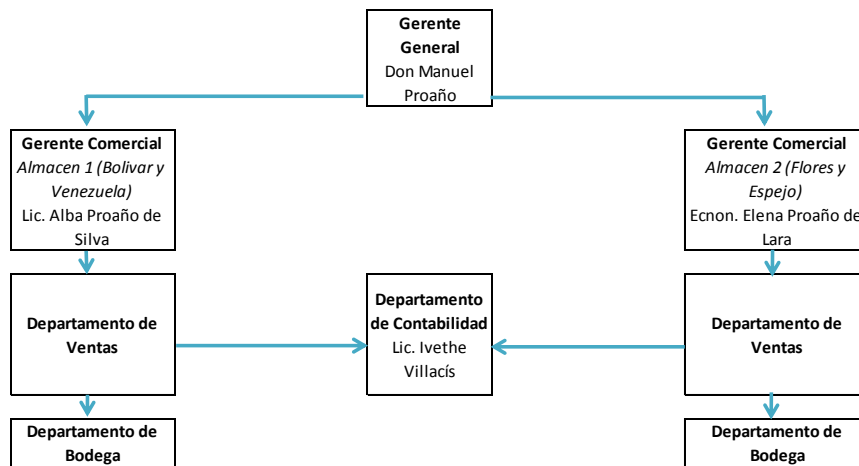 Gerente
General
Don Manuel
Proaño
Gerente Comercial
Almacen 1 (Bolivar y
Venezuela)
Lic. Alba Proaño de
Silva
Gerente Comercial
Almacen 2 (Flores y
Espejo)
Ecnon. Elena Proaño de
Lara
Departamento de
Ventas
Departamento
de Contabilidad
Lic. Ivethe
Villacís
Departamento de
Ventas
Departamento de
Bodega
Departamento de
Bodega